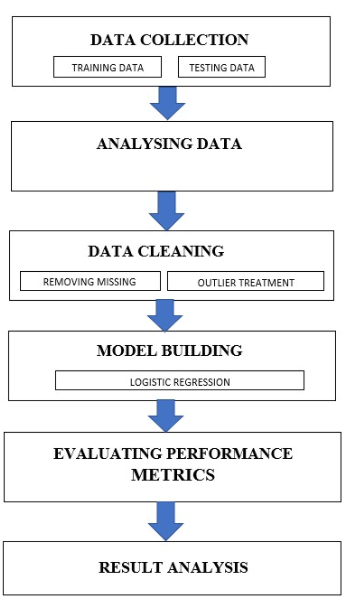 DATA COLLECTION
TRAINING DATA TESTING DATA
ANALYSING DATA
DATA CLEANING
REMOVING MISSING OUTLIER TREATMENT
MODEL BUILDING
LOGISTIC REGRESSION
EVALUATING PERFORMANCE
METRICS
RESULT ANALYSIS